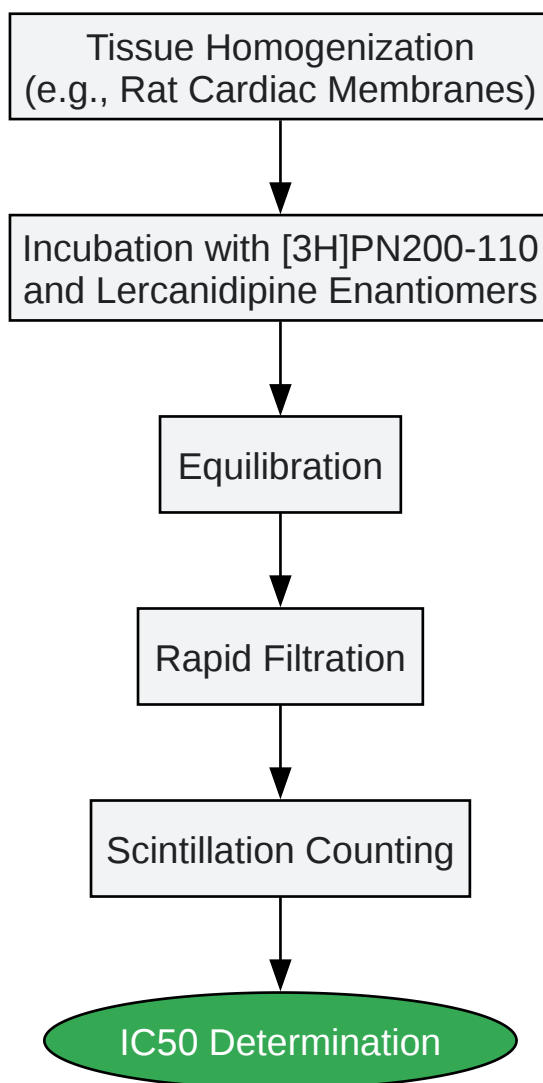 Tissue Homogenization
(e.g., Rat Cardiac Membranes)
Incubation with [3H]PN200-110
and Lercanidipine Enantiomers
Equilibration
Rapid Filtration
Scintillation Counting
IC50 Determination